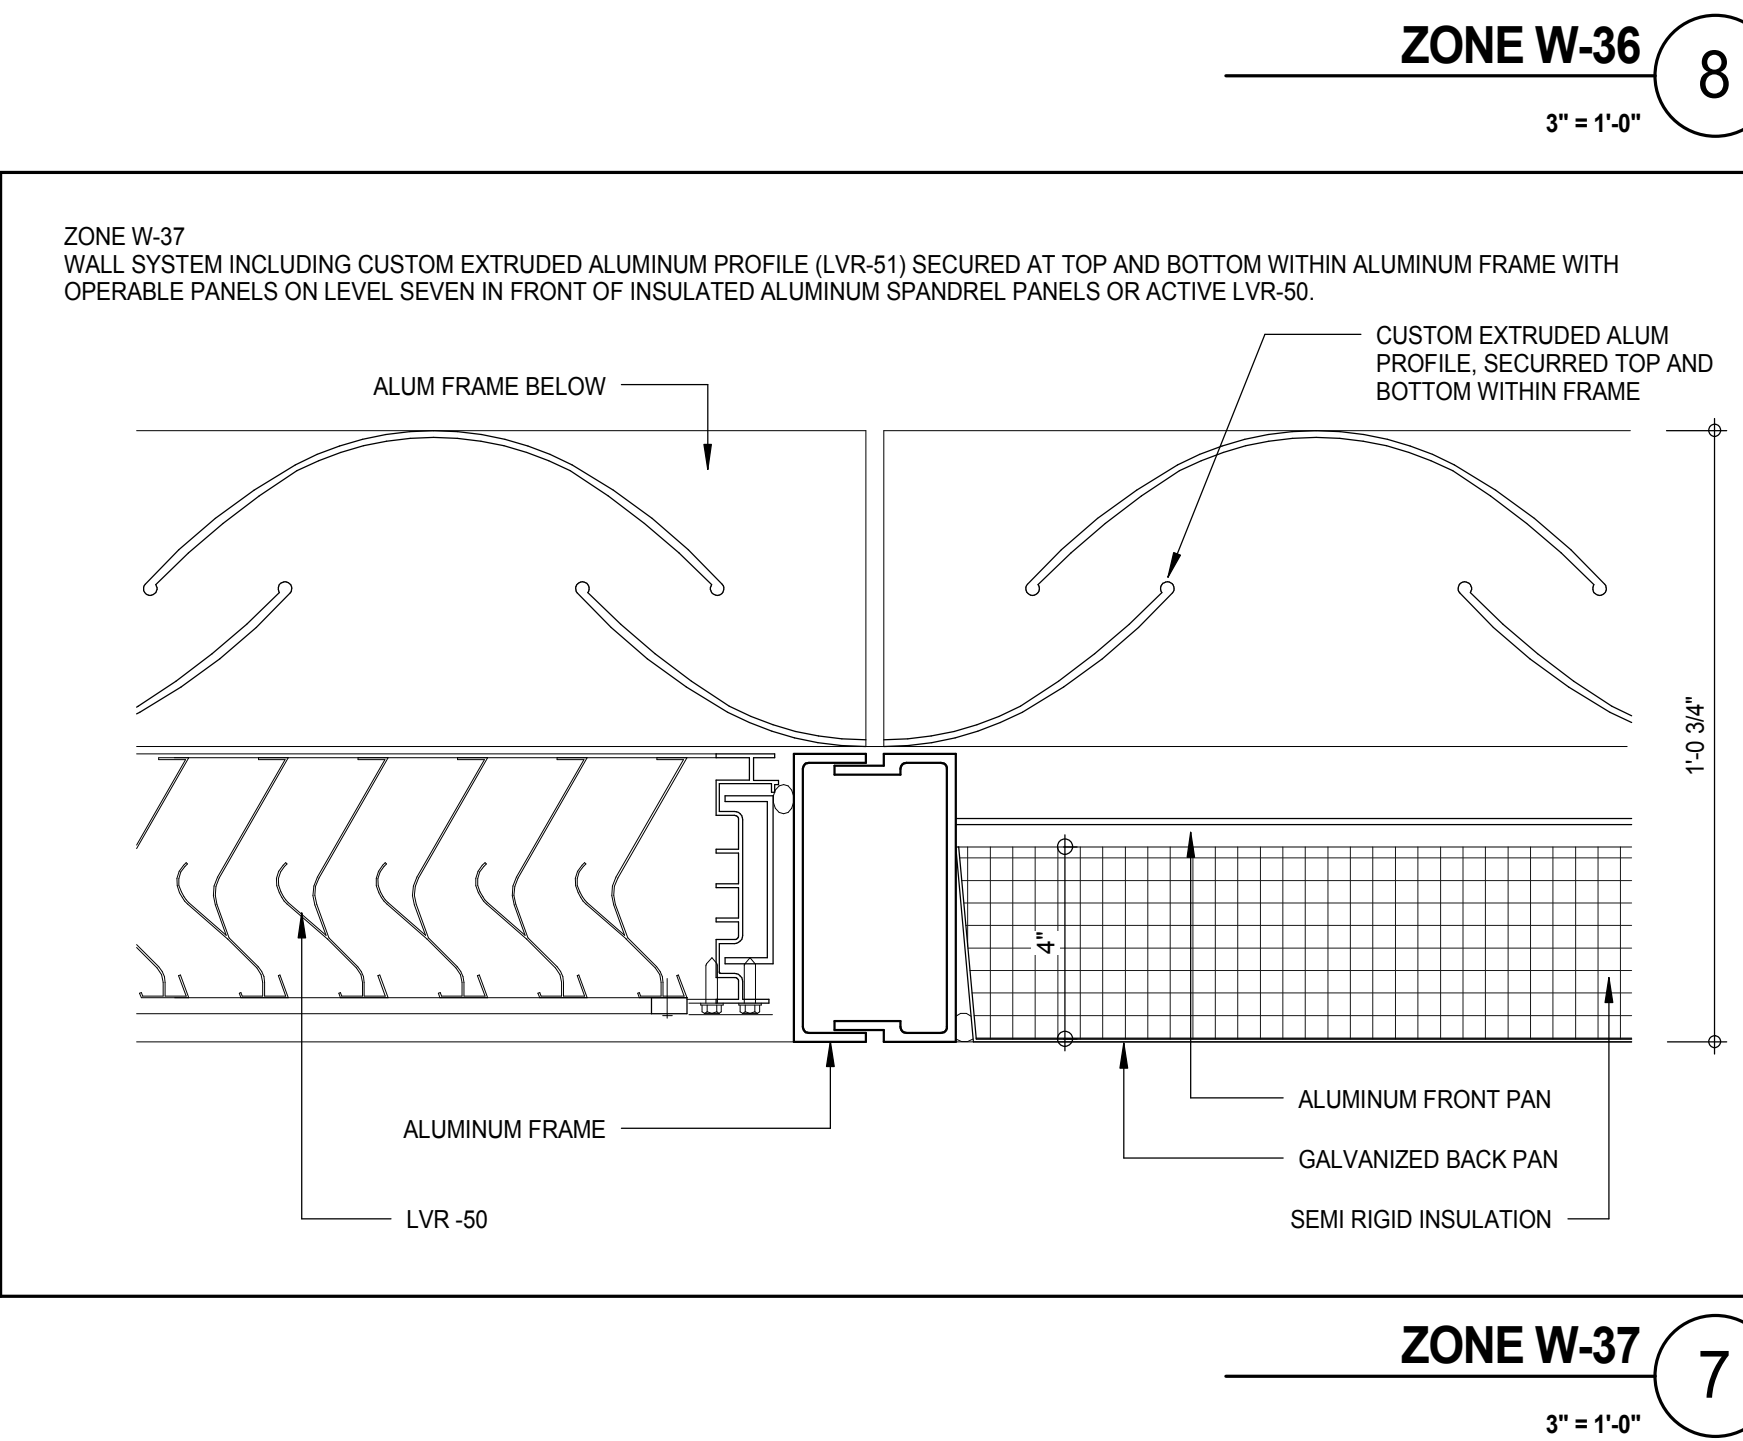 ZONE W-36
8
3" = 1'-0"
ZONE W-37
WALL SYSTEM INCLUDING CUSTOM EXTRUDED ALUMINUM PROFILE (LVR-51) SECURED AT TOP AND BOTTOM WITHIN ALUMINUM FRAME WITH
OPERABLE PANELS ON LEVEL SEVEN IN FRONT OF INSULATED ALUMINUM SPANDREL PANELS OR ACTIVE LVR-50.
CUSTOM EXTRUDED ALUM
PROFILE, SECURRED TOP AND
BOTTOM WITHIN FRAME
ALUM FRAME BELOW
1'-0 3/4"
4"
ALUMINUM FRONT PAN
ALUMINUM FRAME
GALVANIZED BACK PAN
LVR -50
SEMI RIGID INSULATION
ZONE W-37
7
3" = 1'-0"